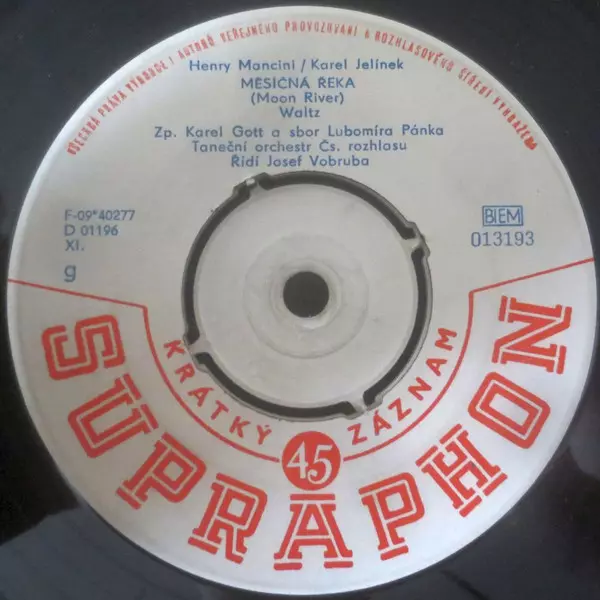 VŠECHNA PRÁVA VÝROBCŮ I AUTORŮ VEŘEJNÉHO PROVOZOVÁNÍ A ROZHLASOVÉHO ŠÍŘENÍ VYHRAŽENA
Henry Mancini / Karel Jelínek
MĚSÍČNÁ ŘEKA
(Moon River)
Waltz
Zp. Karel Gott a sbor Lubomíra Pánka
Taneční orchestr Čs. rozhlasu
Řídí Josef Vobruba
F-09*40277
D 01196
XI.
g
BIEM
013193
KRÁTKÝ 45 ZÁZNAM
SUPRAPHON